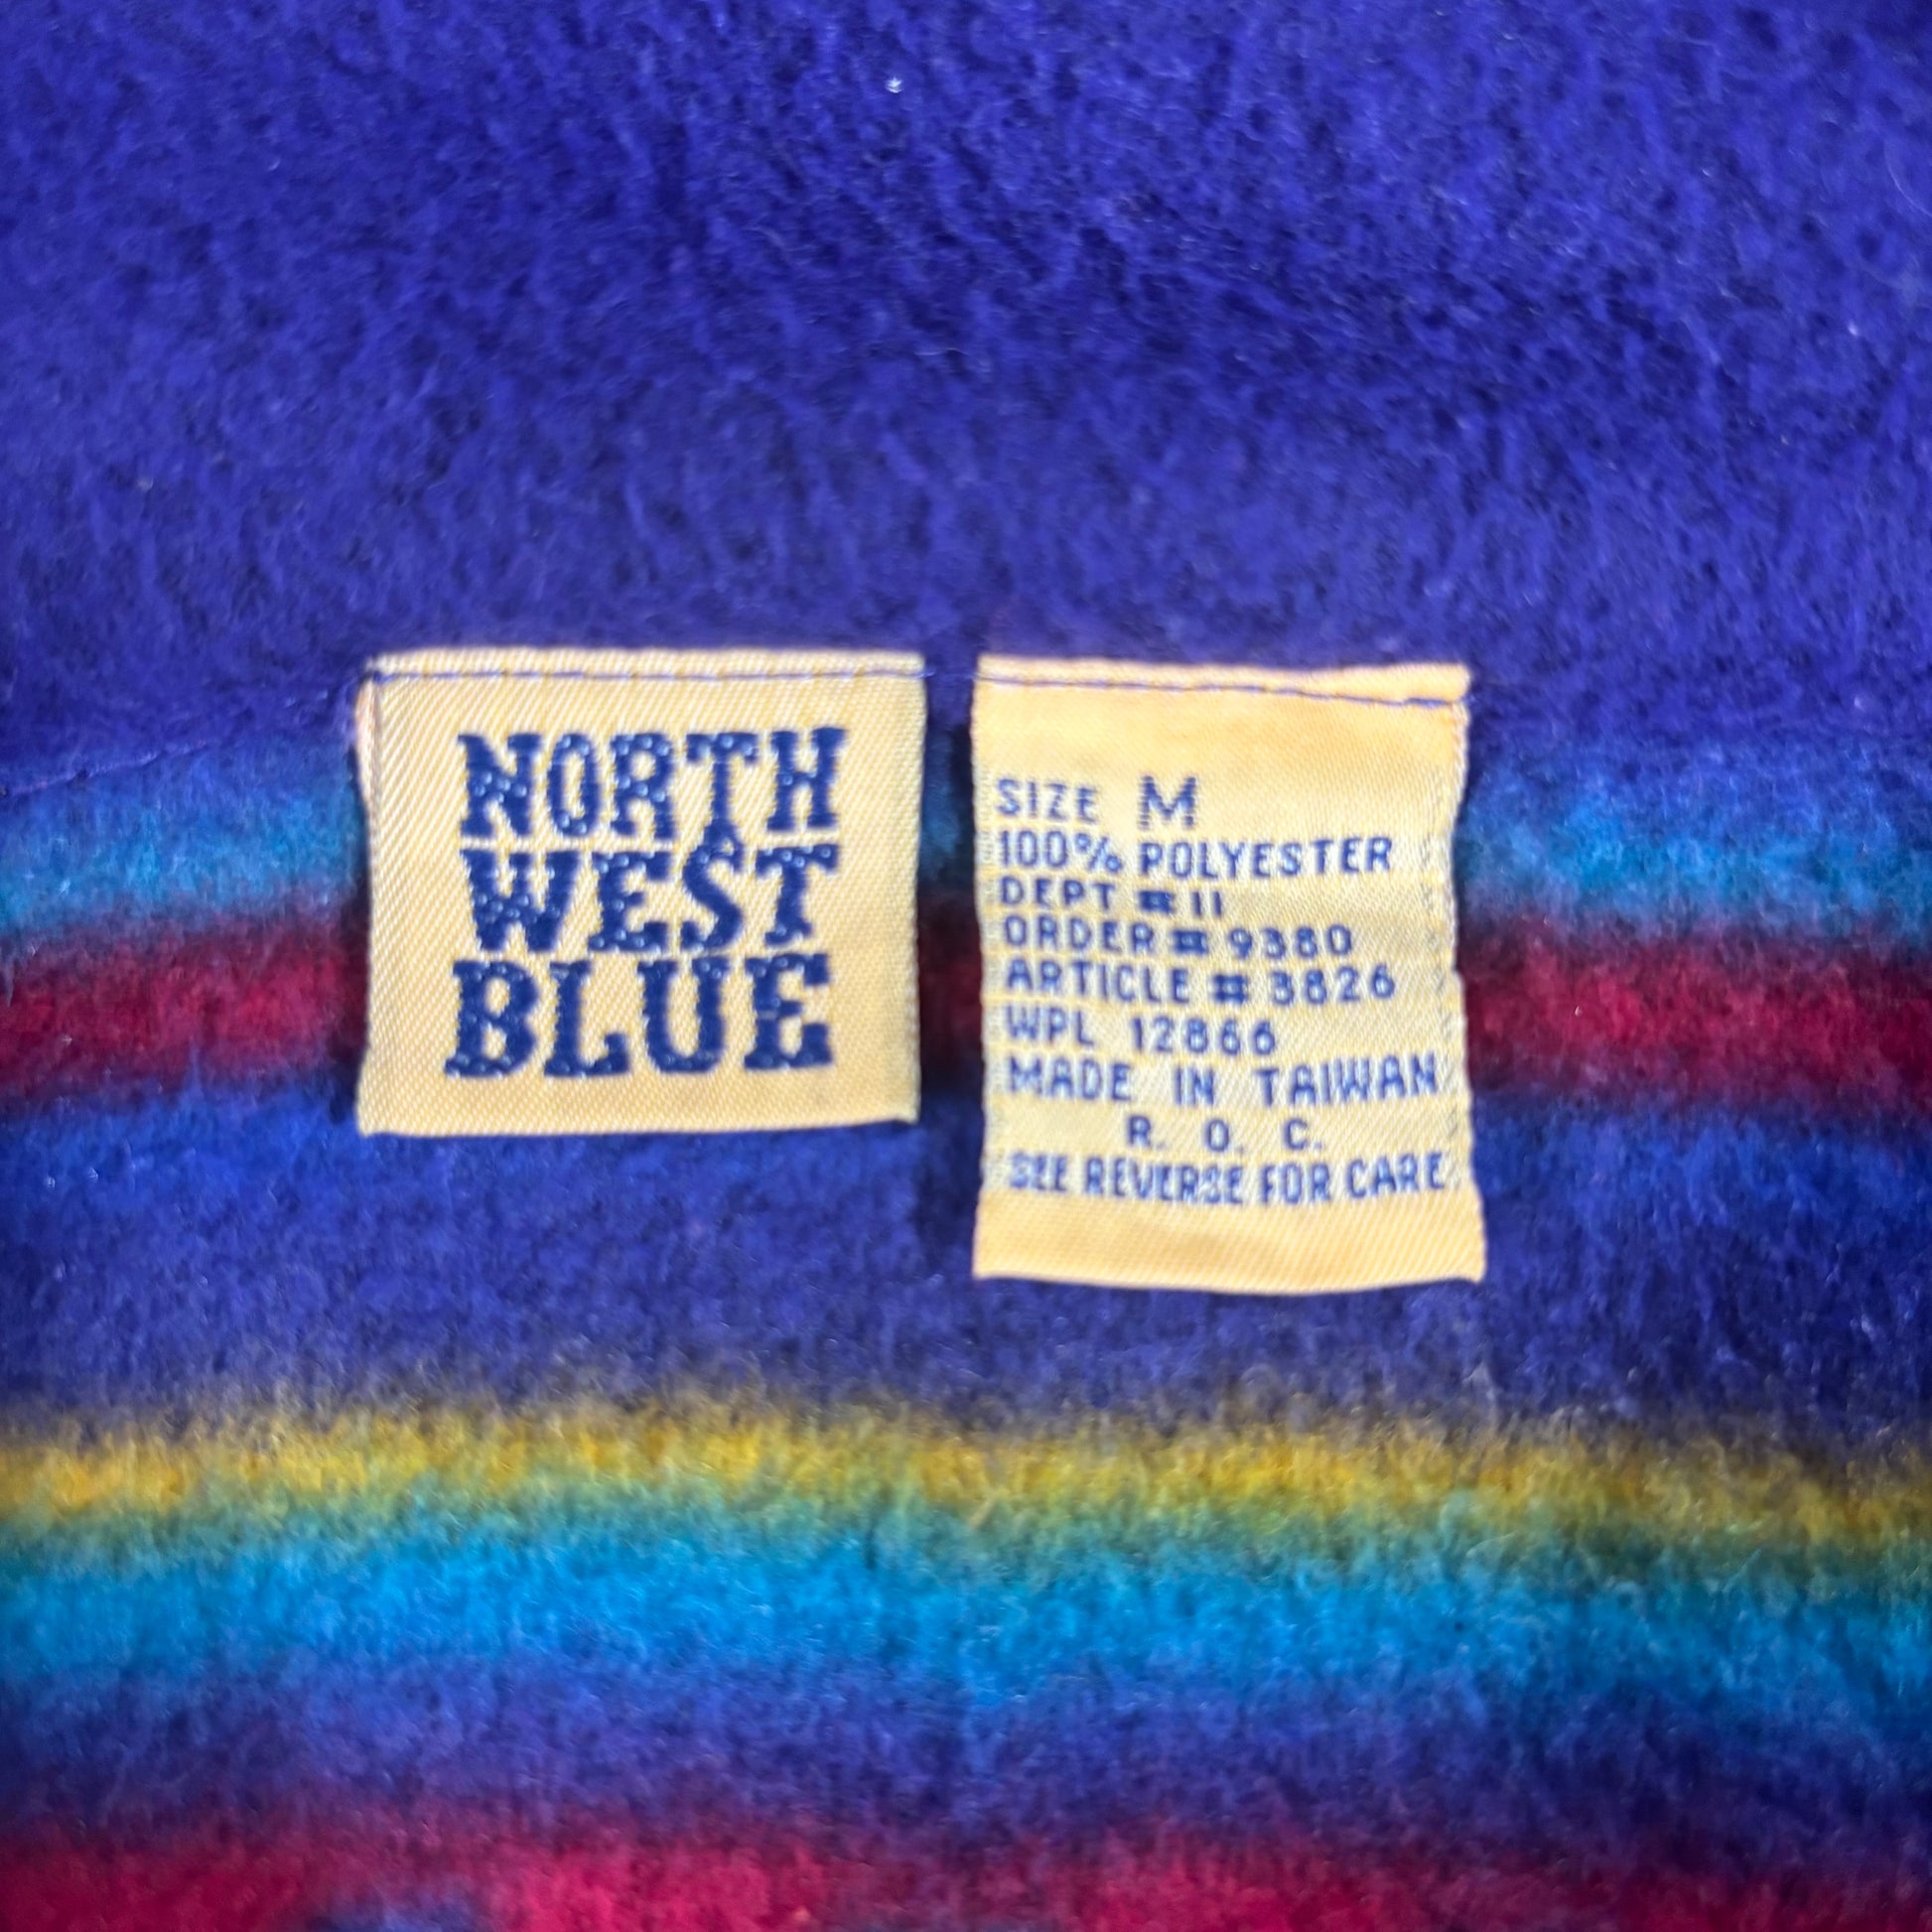 NORTH
WEST
BLUE
SIZE M
100% POLYESTER
DEPT #11
ORDER # 9380
ARTICLE # 3826
WPL 12866
MADE IN TAIWAN
R. O. C.
SEE REVERSE FOR CARE